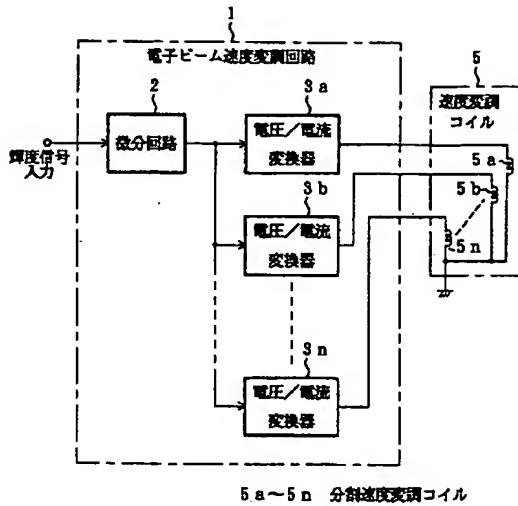 1
電子ビーム速度変調回路
2
微分回路
輝度信号
入力
3a
電圧/電流
変換器
3b
電圧/電流
変換器
3n
電圧/電流
変換器
5
速度変調
コイル
5a
5b
5n
5a~5n 分割速度変調コイル